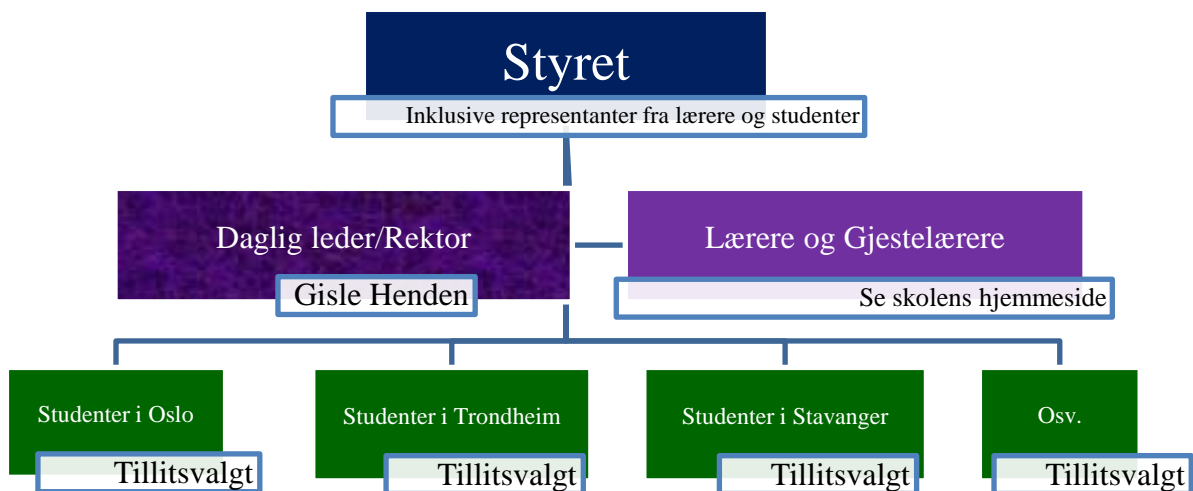 Styret
Inklusive representanter fra lærere og studenter
Daglig leder/Rektor
Gisle Henden
Lærere og Gjestelærere
Se skolens hjemmeside
Studenter i Oslo
Tillitsvalgt
Studenter i Trondheim
Tillitsvalgt
Studenter i Stavanger
Tillitsvalgt
Osv.
Tillitsvalgt